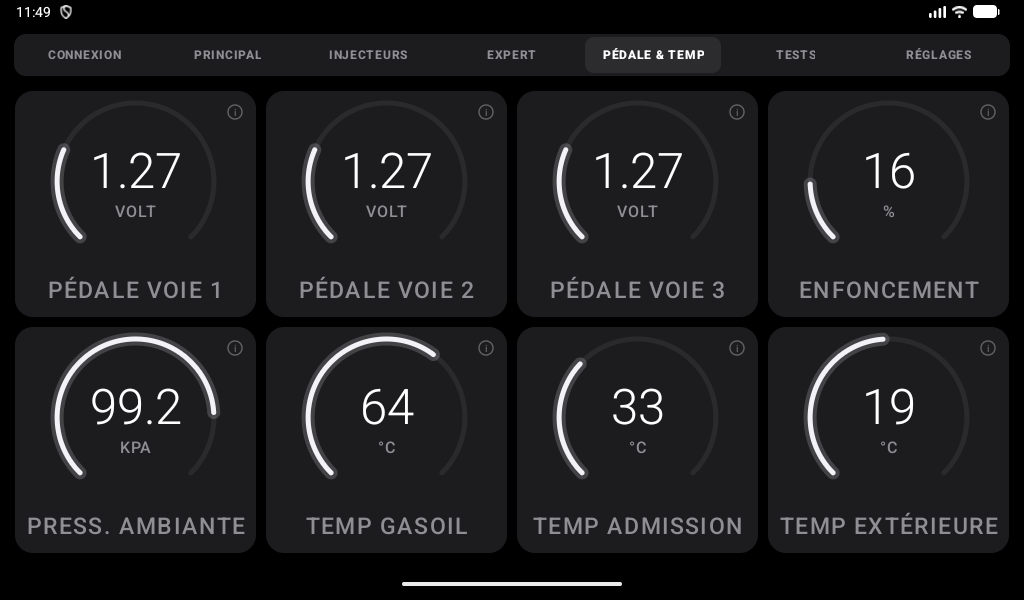 11:49
CONNEXION PRINCIPAL INJECTEURS EXPERT PÉDALE & TEMP TESTS RÉGLAGES
1.27 1.27 1.27 16
VOLT VOLT VOLT %
PÉDALE VOIE 1 PÉDALE VOIE 2 PÉDALE VOIE 3 ENFONCEMENT
99.2 64 33 19
KPA °C °C °C
PRESS. AMBIANTE TEMP GASOIL TEMP ADMISSION TEMP EXTÉRIEURE